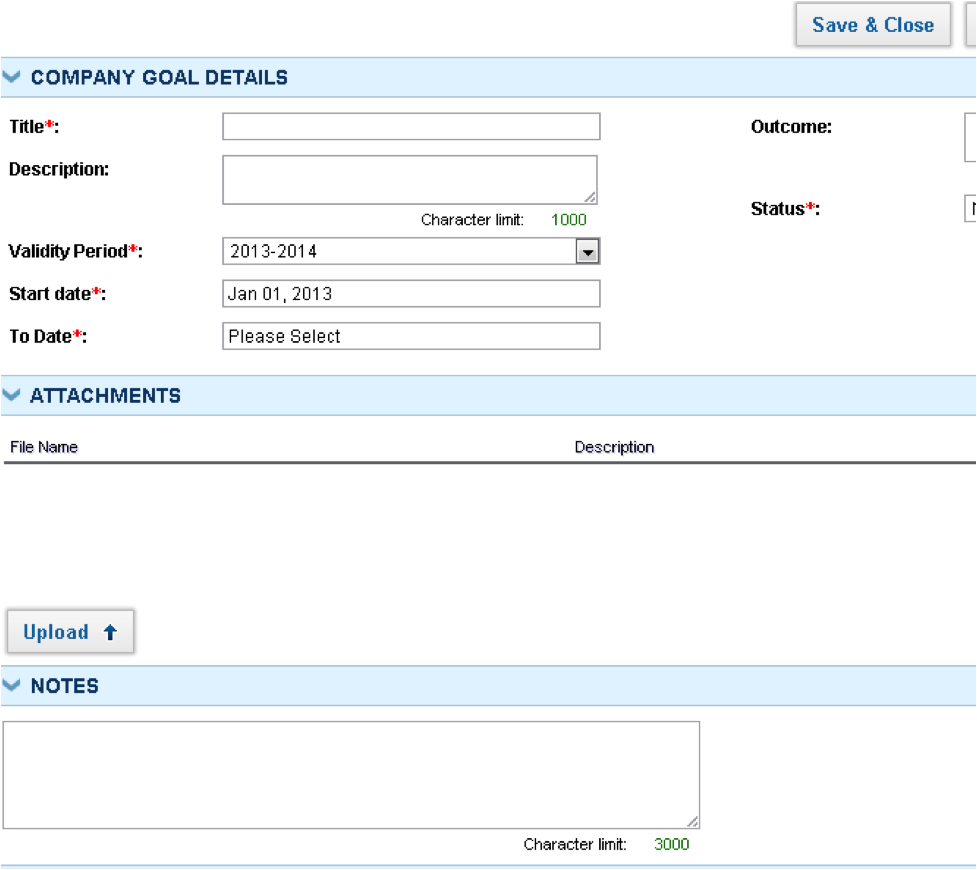 Save & Close
COMPANY GOAL DETAILS
Title*:
Outcome:
Description:
Character limit: 1000
Status*:
Validity Period*: 2013-2014
Start date*: Jan 01, 2013
To Date*: Please Select
ATTACHMENTS
File Name Description
Upload
NOTES
Character limit: 3000